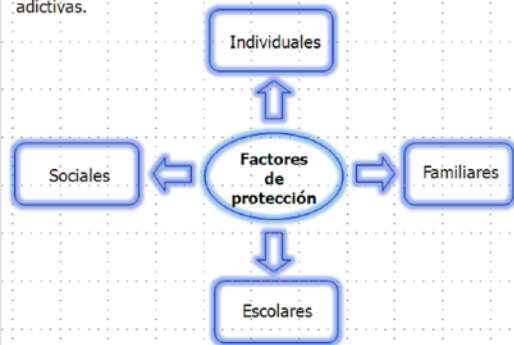 adictivas.
Individuales
Sociales
Factores
de
protección
Familiares
Escolares